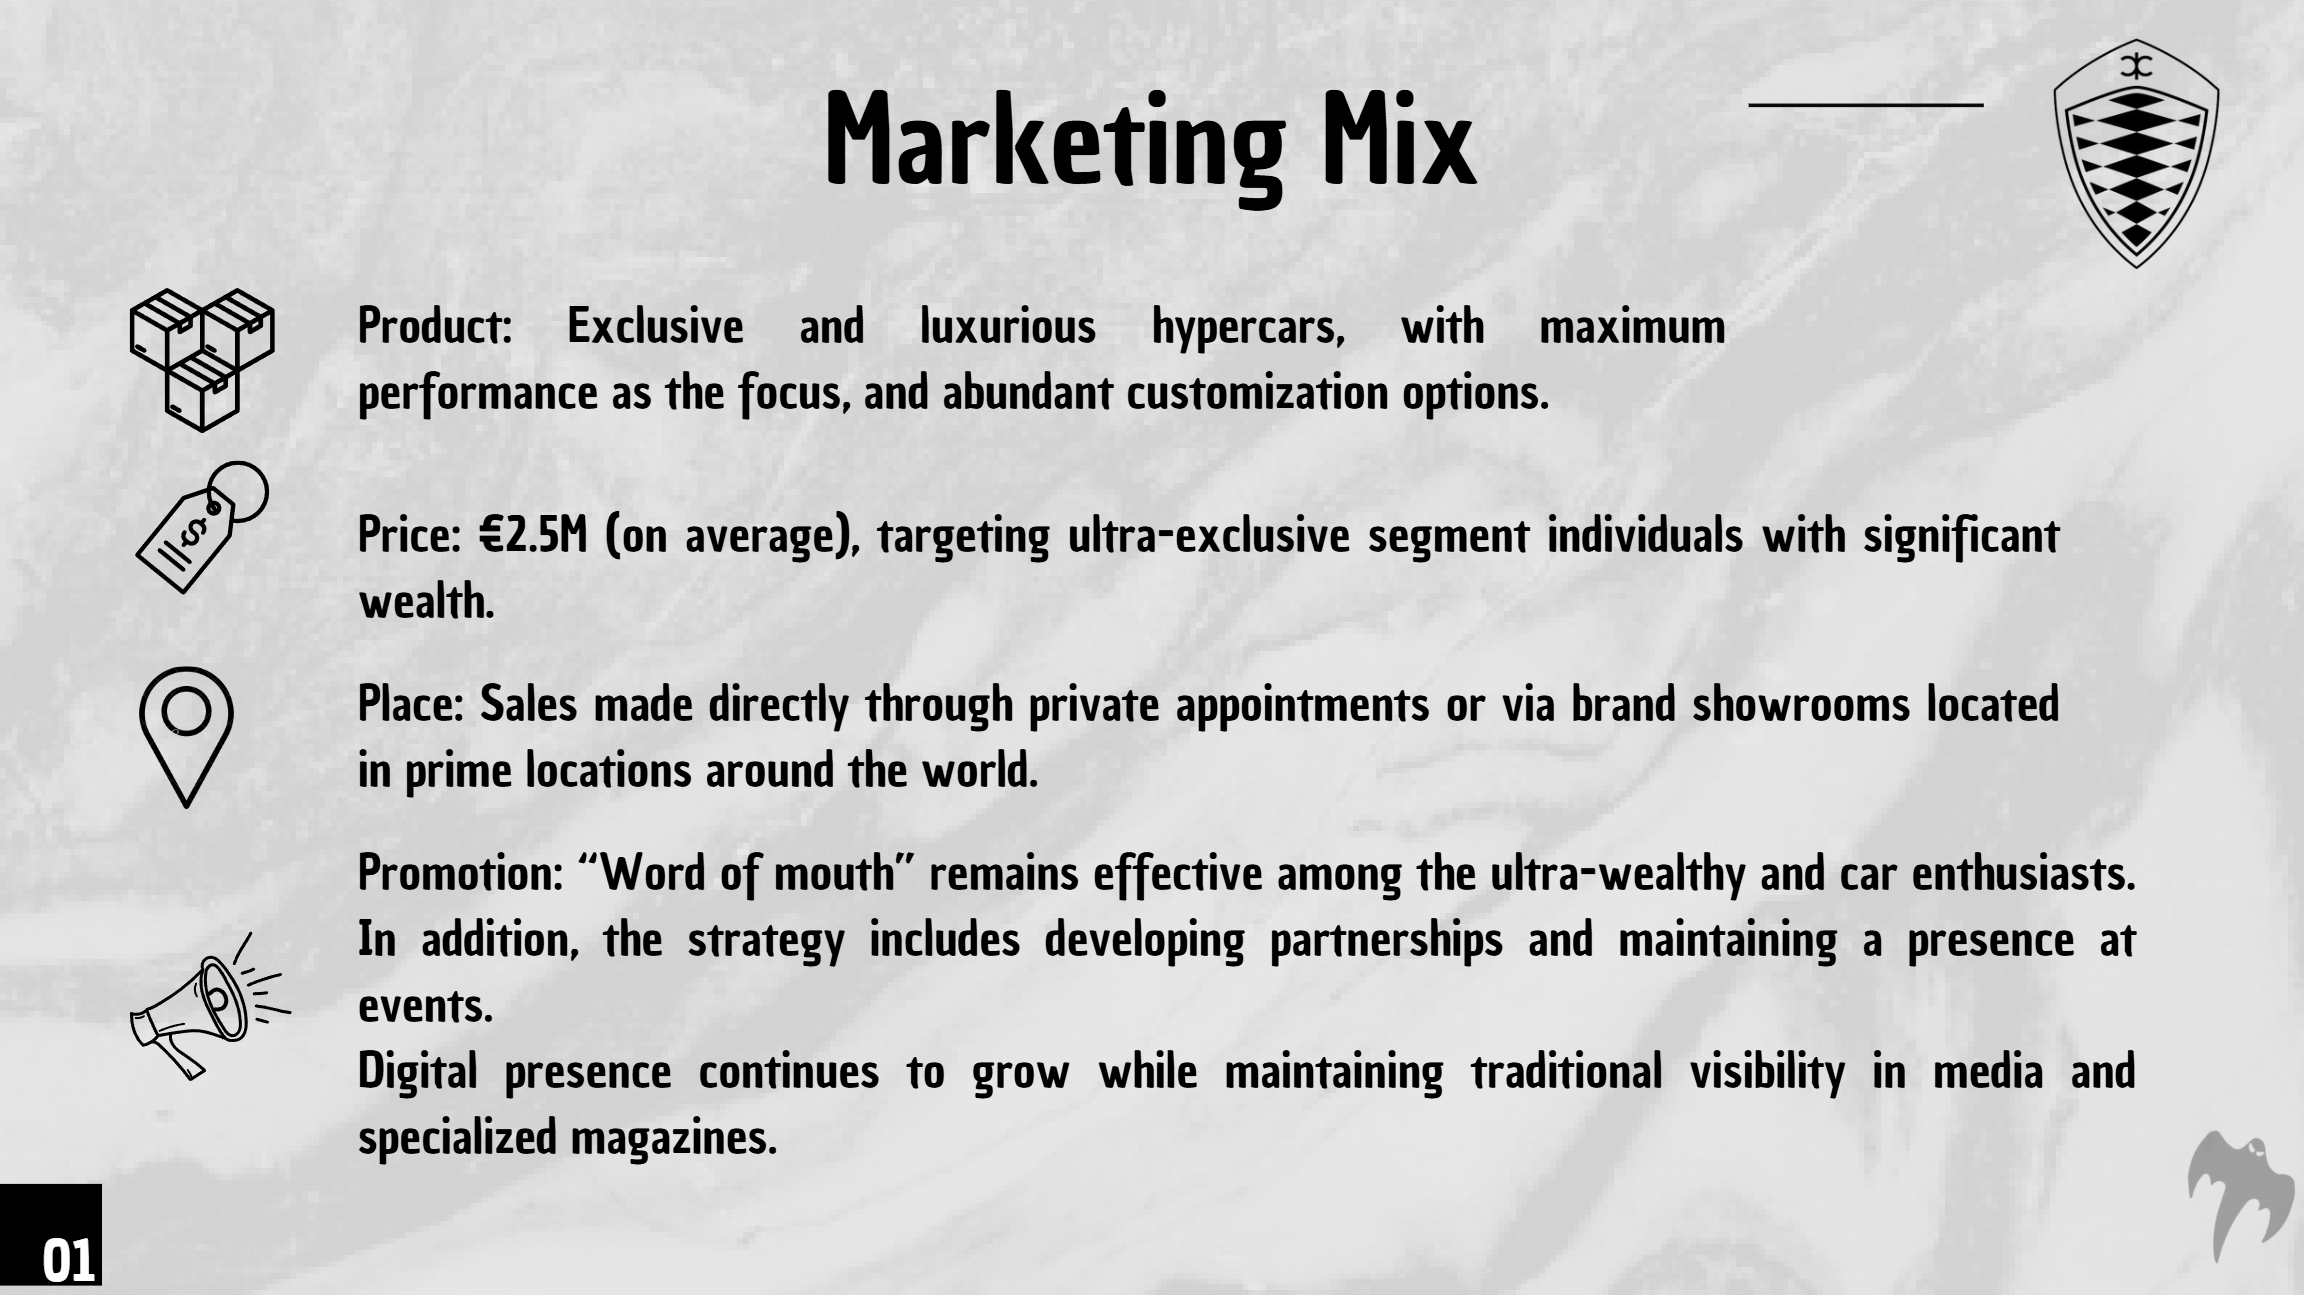 Marketing Mix
Product: Exclusive and luxurious hypercars, with maximum
performance as the focus, and abundant customization options.
Price: €2.5M (on average), targeting ultra-exclusive segment individuals with significant
wealth.
Place: Sales made directly through private appointments or via brand showrooms located
in prime locations around the world.
Promotion: “Word of mouth” remains effective among the ultra-wealthy and car enthusiasts.
In addition, the strategy includes developing partnerships and maintaining a presence at
events.
Digital presence continues to grow while maintaining traditional visibility in media and
specialized magazines.
01